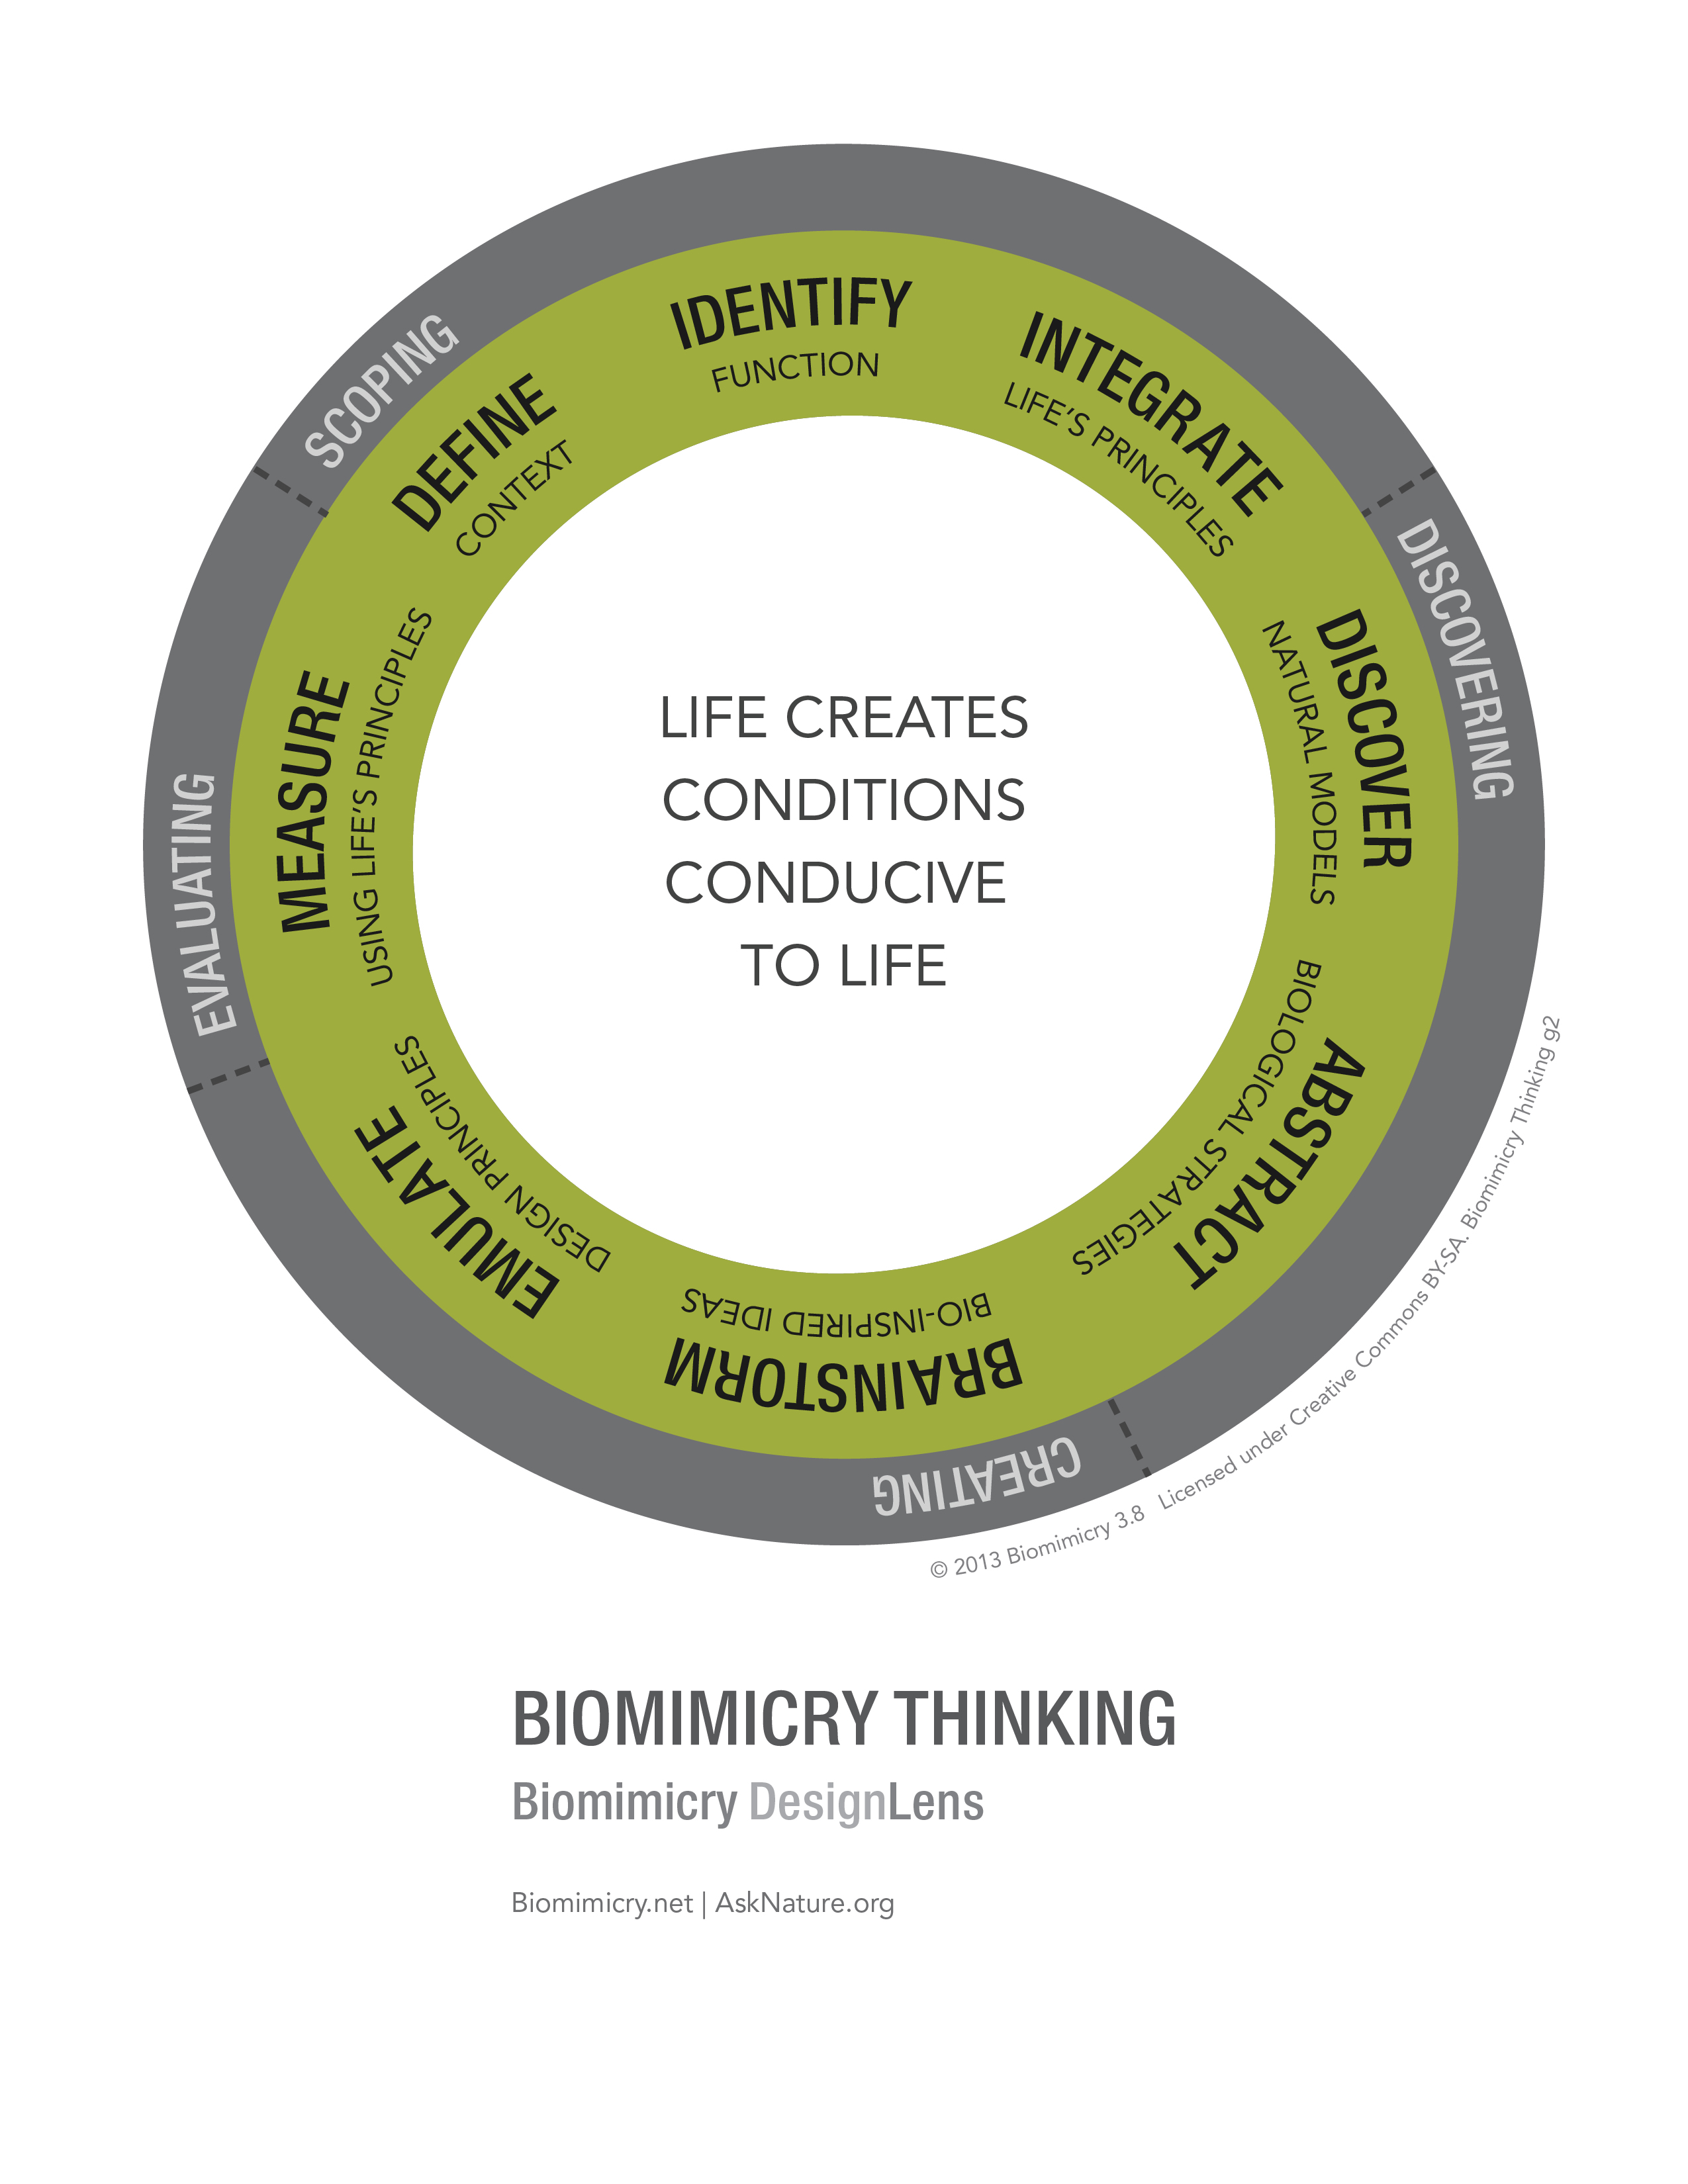 SCOPING
DEFINE
CONTEXT
IDENTIFY
FUNCTION
INTEGRATE
LIFE'S PRINCIPLES
DISCOVERING
DISCOVER
NATURAL MODELS
ABSTRACT
BIOLOGICAL STRATEGIES
CREATING
BRAINSTORM
BIO-INSPIRED IDEAS
EMULATE
DESIGN PRINCIPLES
EVALUATING
MEASURE
USING LIFE'S PRINCIPLES
LIFE CREATES
CONDITIONS
CONDUCIVE
TO LIFE
© 2013 Biomimicry 3.8 Licensed under Creative Commons BY-SA. Biomimicry Thinking g2
BIOMIMICRY THINKING
Biomimicry DesignLens
Biomimicry.net | AskNature.org